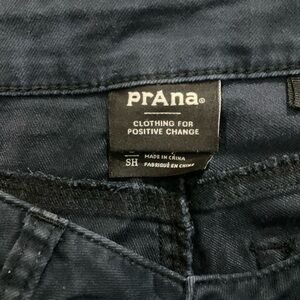 prAna®
CLOTHING FOR
POSITIVE CHANGE
MADE IN CHINA
SH FABRIQUÉ EN CHINE